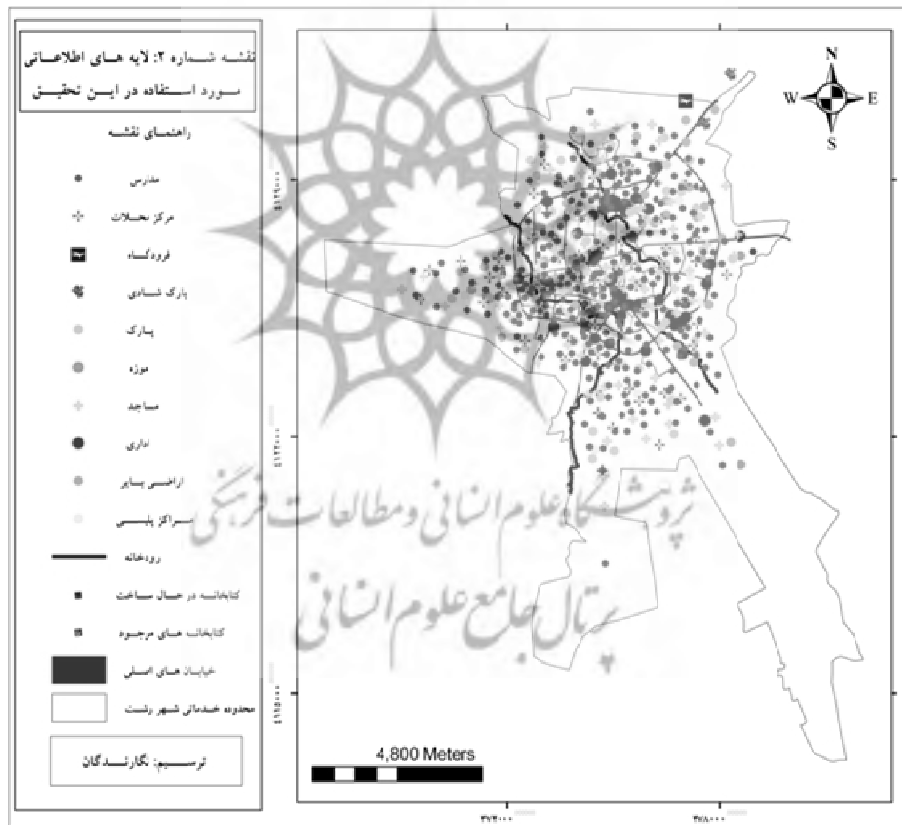 نقشه شماره ۲: لایه های اطلاعاتی
مورد استفاده در این تحقیق
راهنمای نقشه
مدارس
مرکز محلات
فرودگاه
پارک شادی
پارک
موزه
مساجد
اداری
اراضی بایر
مراکز پلیس
رودخانه
کتابخانه در حال ساخت
کتابخانه های موجود
خیابان های اصلی
محدوده خدماتی شهر رشت
ترسیم: نگارندگان
N
W E
S
پژوهشگاه علوم انسانی و مطالعات فرهنگی
پرتال جامع علوم انسانی
4,800 Meters